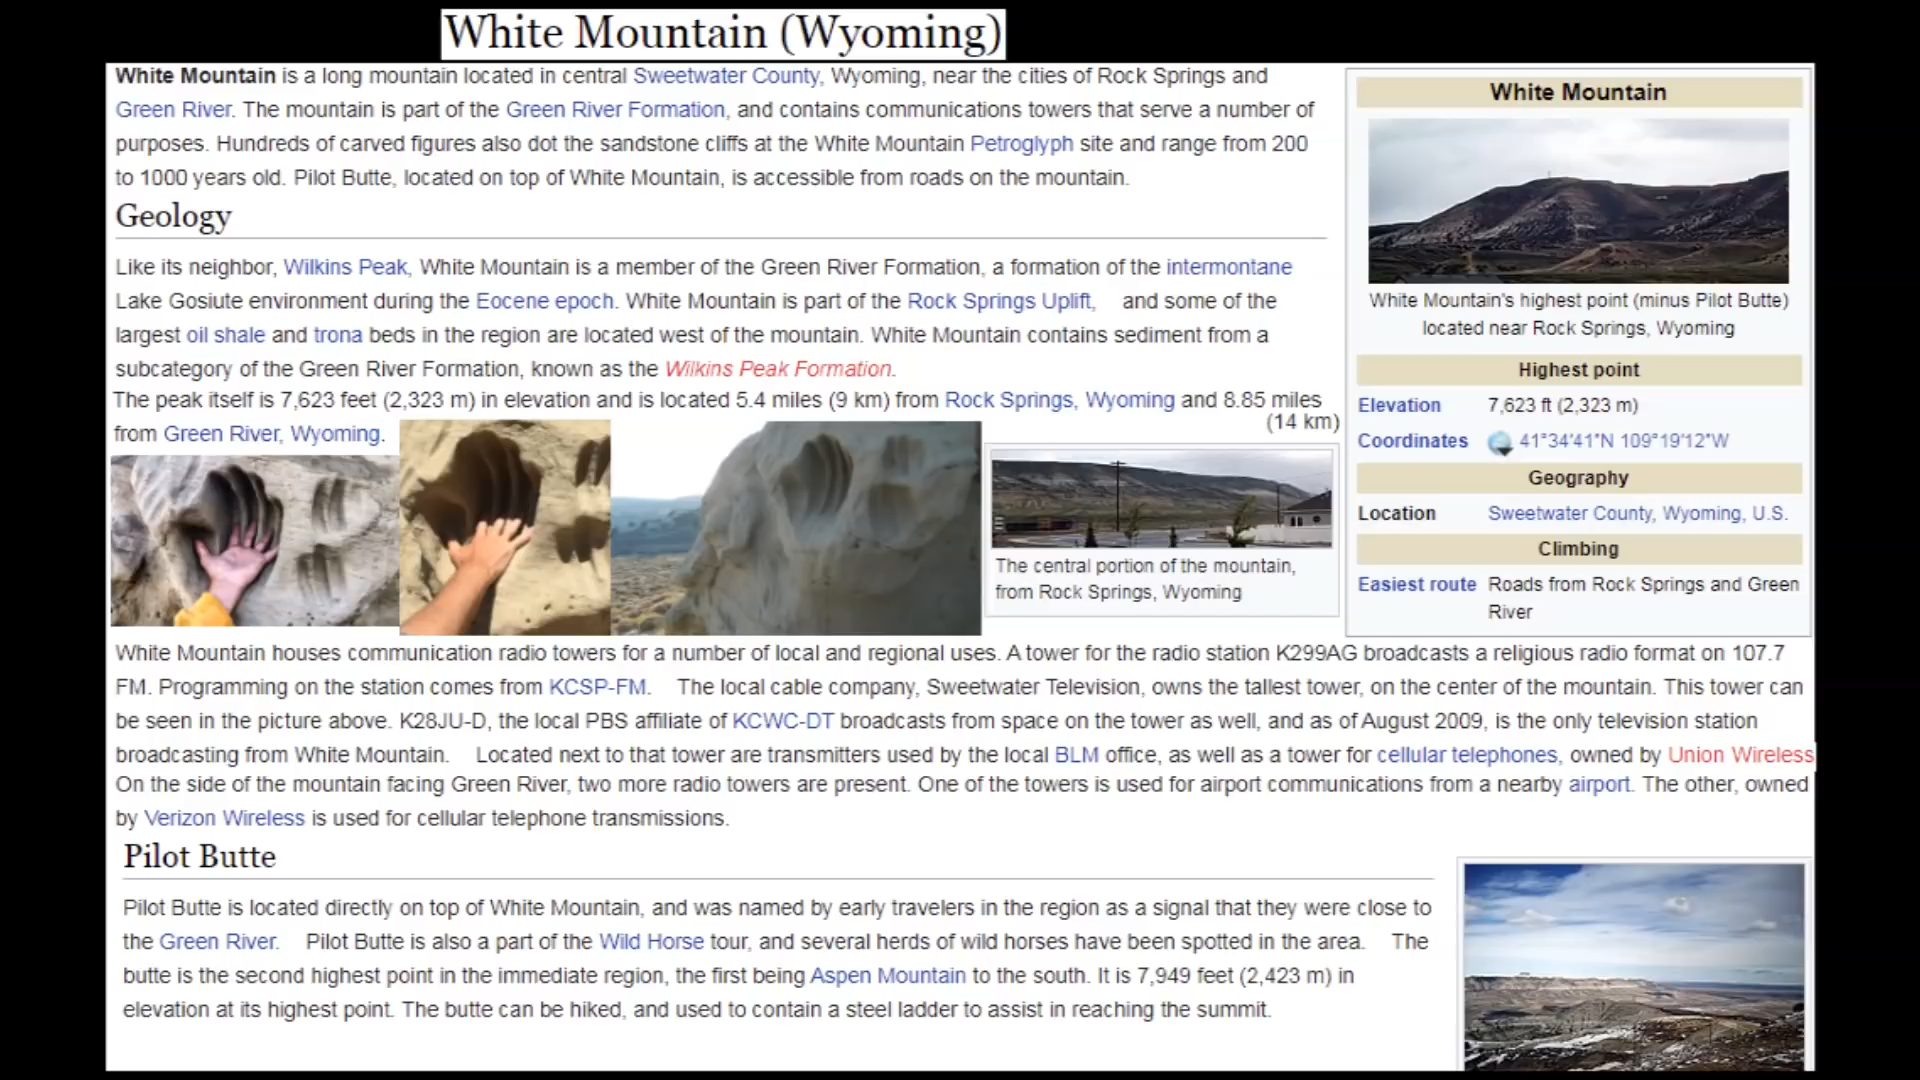 White Mountain (Wyoming)
White Mountain is a long mountain located in central Sweetwater County, Wyoming, near the cities of Rock Springs and
Green River. The mountain is part of the Green River Formation, and contains communications towers that serve a number of
purposes. Hundreds of carved figures also dot the sandstone cliffs at the White Mountain Petroglyph site and range from 200
to 1000 years old. Pilot Butte, located on top of White Mountain, is accessible from roads on the mountain.
Geology
Like its neighbor, Wilkins Peak, White Mountain is a member of the Green River Formation, a formation of the intermontane
Lake Gosiute environment during the Eocene epoch. White Mountain is part of the Rock Springs Uplift, and some of the
largest oil shale and trona beds in the region are located west of the mountain. White Mountain contains sediment from a
subcategory of the Green River Formation, known as the Wilkins Peak Formation.
The peak itself is 7,623 feet (2,323 m) in elevation and is located 5.4 miles (9 km) from Rock Springs, Wyoming and 8.85 miles
(14 km)
from Green River, Wyoming.
The central portion of the mountain,
from Rock Springs, Wyoming
White Mountain
White Mountain's highest point (minus Pilot Butte)
located near Rock Springs, Wyoming
Highest point
Elevation 7,623 ft (2,323 m)
Coordinates 41°34′41″N 109°19′12″W
Geography
Location Sweetwater County, Wyoming, U.S.
Climbing
Easiest route Roads from Rock Springs and Green
River
White Mountain houses communication radio towers for a number of local and regional uses. A tower for the radio station K299AG broadcasts a religious radio format on 107.7
FM. Programming on the station comes from KCSP-FM. The local cable company, Sweetwater Television, owns the tallest tower, on the center of the mountain. This tower can
be seen in the picture above. K28JU-D, the local PBS affiliate of KCWC-DT broadcasts from space on the tower as well, and as of August 2009, is the only television station
broadcasting from White Mountain. Located next to that tower are transmitters used by the local BLM office, as well as a tower for cellular telephones, owned by Union Wireless
On the side of the mountain facing Green River, two more radio towers are present. One of the towers is used for airport communications from a nearby airport. The other, owned
by Verizon Wireless is used for cellular telephone transmissions.
Pilot Butte
Pilot Butte is located directly on top of White Mountain, and was named by early travelers in the region as a signal that they were close to
the Green River. Pilot Butte is also a part of the Wild Horse tour, and several herds of wild horses have been spotted in the area. The
butte is the second highest point in the immediate region, the first being Aspen Mountain to the south. It is 7,949 feet (2,423 m) in
elevation at its highest point. The butte can be hiked, and used to contain a steel ladder to assist in reaching the summit.